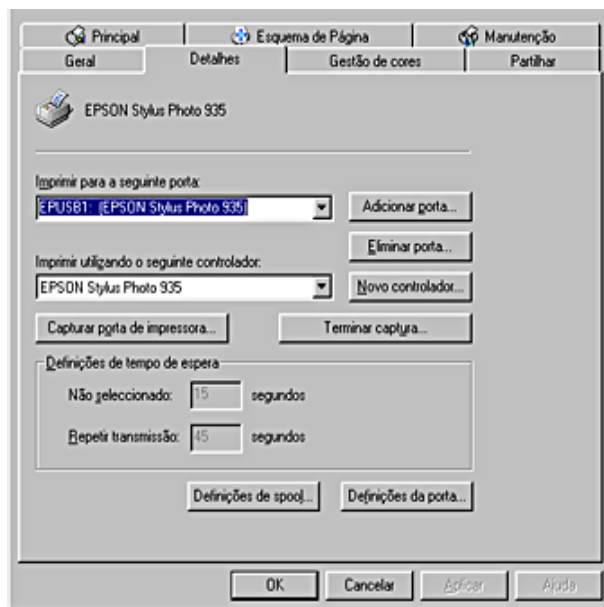 Principal Esquema de Página Manutenção
Geral Detalhes Gestão de cores Partilhar
EPSON Stylus Photo 935
Imprimir para a seguinte porta:
EPUSB1: (EPSON Stylus Photo 935) Adicionar porta...
Eliminar porta...
Imprimir utilizando o seguinte controlador:
EPSON Stylus Photo 935 Novo controlador...
Capturar porta de impressora... Terminar captura...
Definições de tempo de espera
Não seleccionado: 15 segundos
Repetir transmissão: 45 segundos
Definições de spool... Definições da porta...
OK Cancelar Aplicar Ajuda